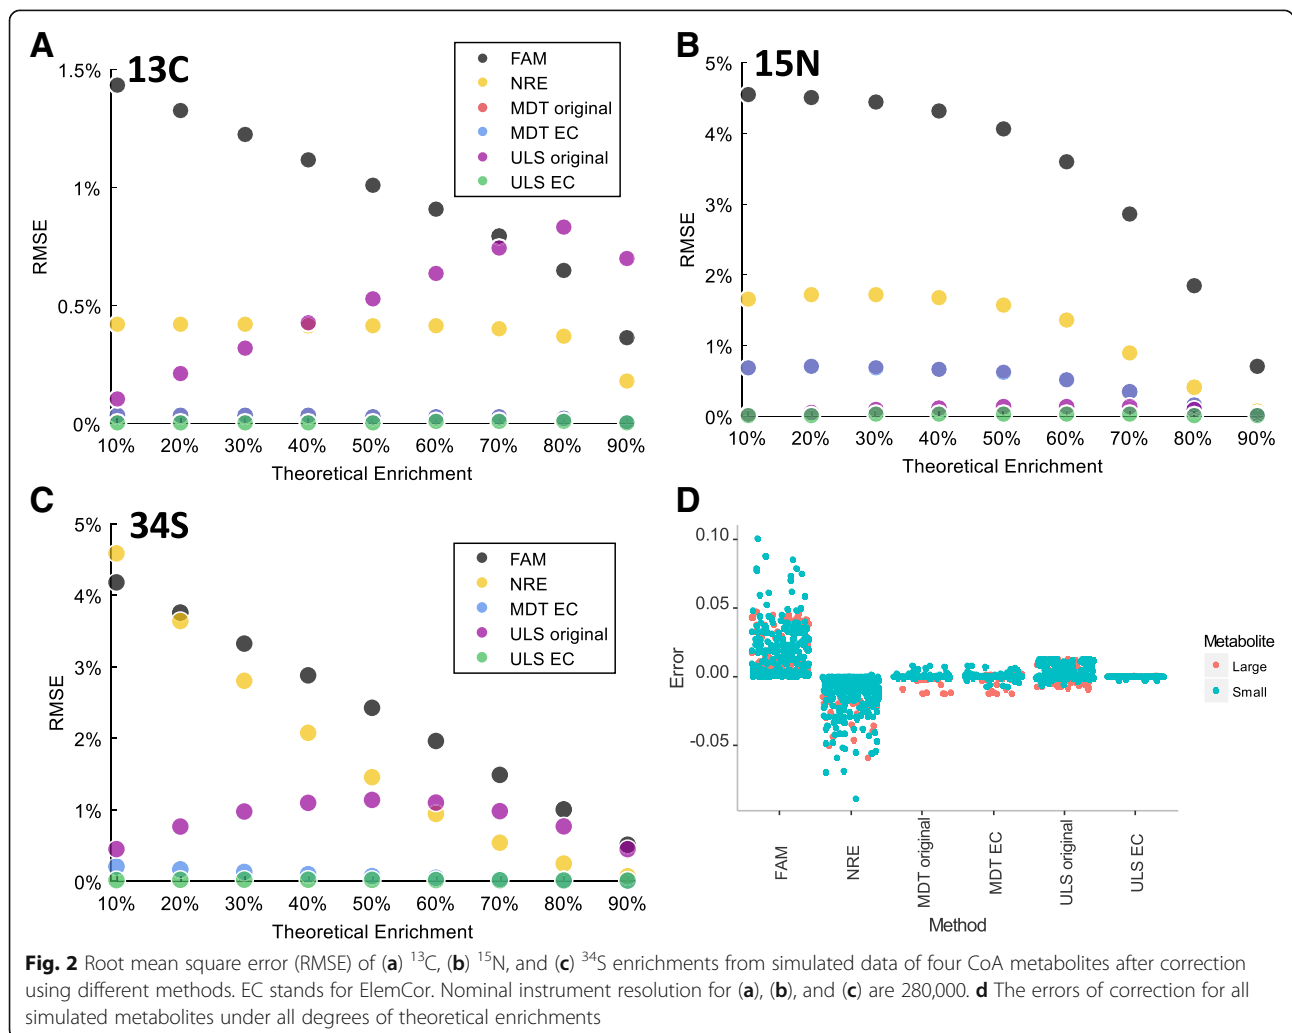 A
13C
1.5%
1%
0.5%
0%
RMSE
10% 20% 30% 40% 50% 60% 70% 80% 90%
Theoretical Enrichment
FAM
NRE
MDT original
MDT EC
ULS original
ULS EC
B
15N
5%
4%
3%
2%
1%
0%
RMSE
10% 20% 30% 40% 50% 60% 70% 80% 90%
Theoretical Enrichment
C
34S
5%
4%
3%
2%
1%
0%
RMSE
10% 20% 30% 40% 50% 60% 70% 80% 90%
Theoretical Enrichment
FAM
NRE
MDT EC
ULS original
ULS EC
D
0.10
0.05
0.00
-0.05
Error
FAM
NRE
MDT original
MDT EC
ULS original
ULS EC
Method
Metabolite
Large
Small
Fig. 2 Root mean square error (RMSE) of (a) ¹³C, (b) ¹⁵N, and (c) ³⁴S enrichments from simulated data of four CoA metabolites after correction
using different methods. EC stands for ElemCor. Nominal instrument resolution for (a), (b), and (c) are 280,000. d The errors of correction for all
simulated metabolites under all degrees of theoretical enrichments